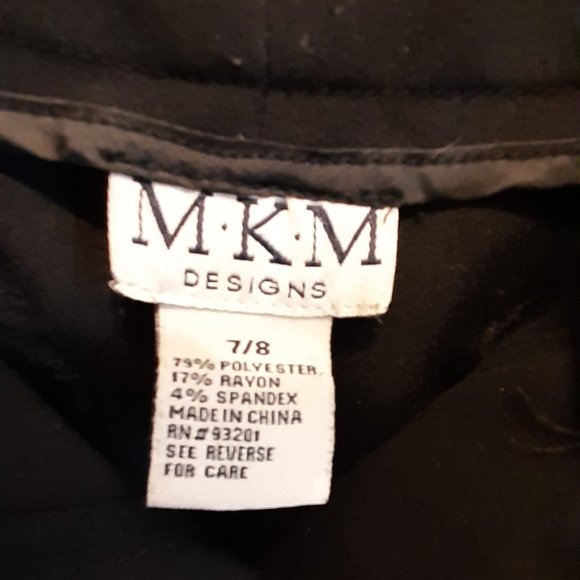 M·K·M
DESIGNS
7/8
79% POLYESTER
17% RAYON
4% SPANDEX
MADE IN CHINA
RN#93201
SEE REVERSE
FOR CARE